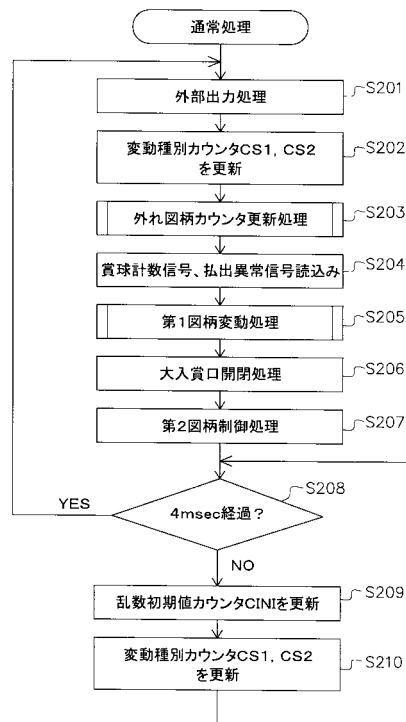 通常処理
外部出力処理
S201
変動種別カウンタCS1, CS2
を更新
S202
外れ図柄カウンタ更新処理
S203
賞球計数信号、払出異常信号読込み
S204
第1図柄変動処理
S205
大入賞口開閉処理
S206
第2図柄制御処理
S207
4msec経過?
S208
YES
NO
乱数初期値カウンタCINIを更新
S209
変動種別カウンタCS1, CS2
を更新
S210